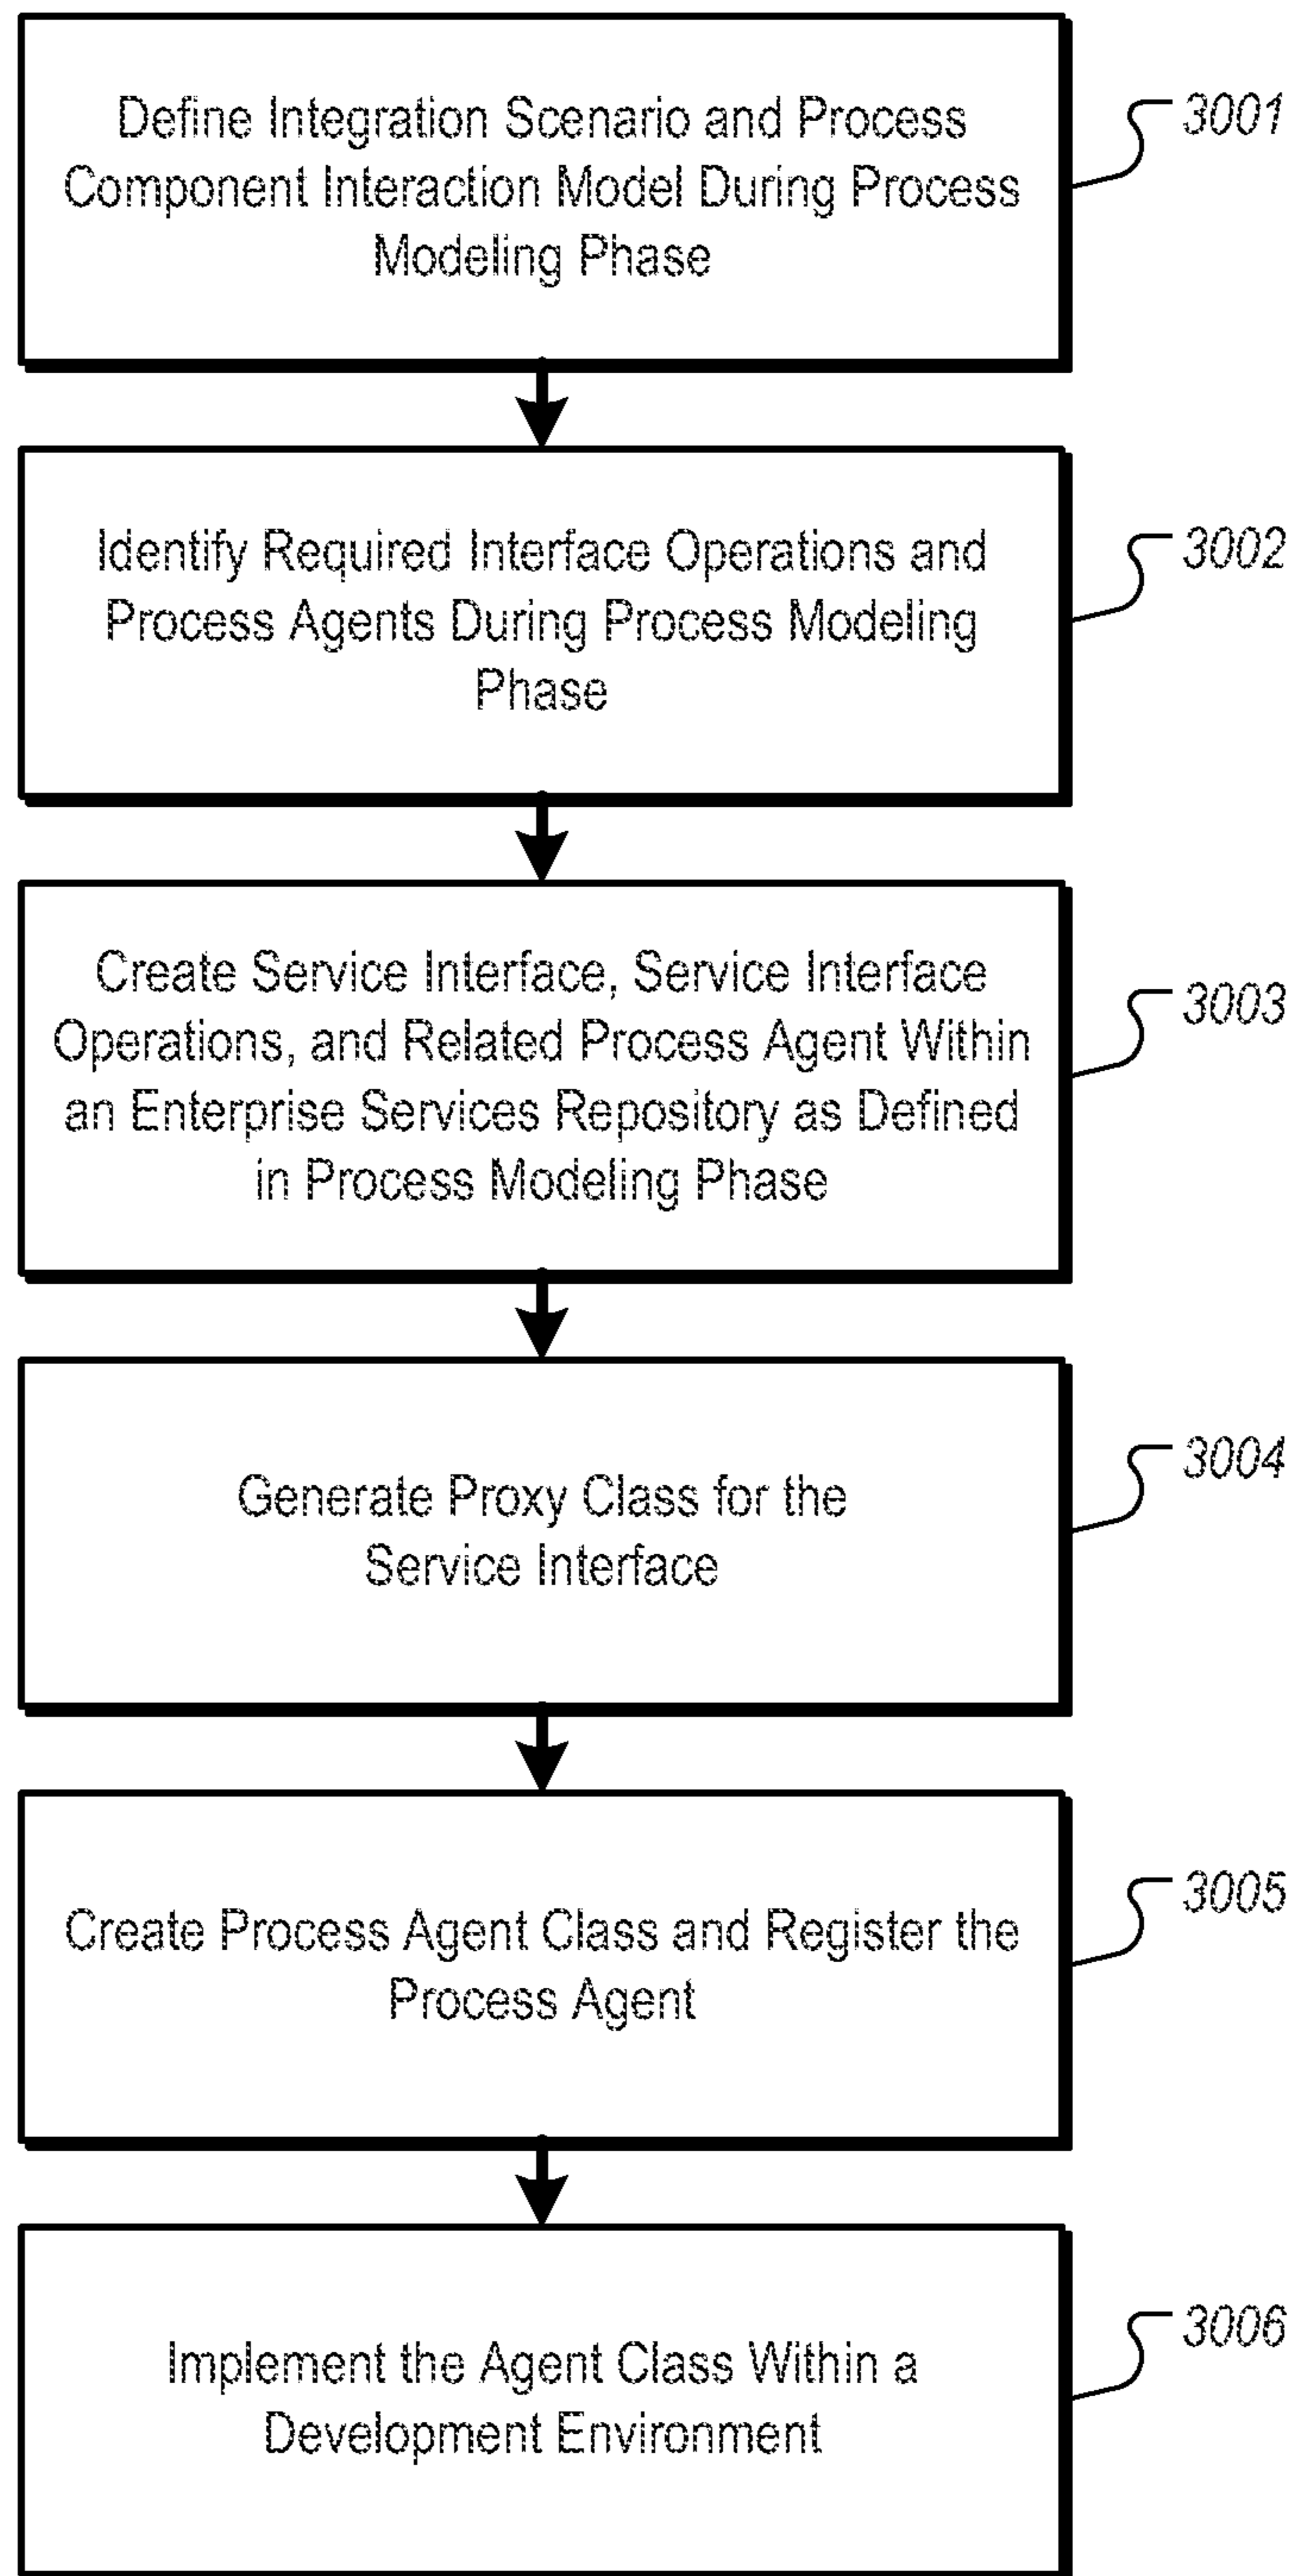 Define Integration Scenario and Process
Component Interaction Model During Process
Modeling Phase
3001
Identify Required Interface Operations and
Process Agents During Process Modeling
Phase
3002
Create Service Interface, Service Interface
Operations, and Related Process Agent Within
an Enterprise Services Repository as Defined
in Process Modeling Phase
3003
Generate Proxy Class for the
Service Interface
3004
Create Process Agent Class and Register the
Process Agent
3005
Implement the Agent Class Within a
Development Environment
3006